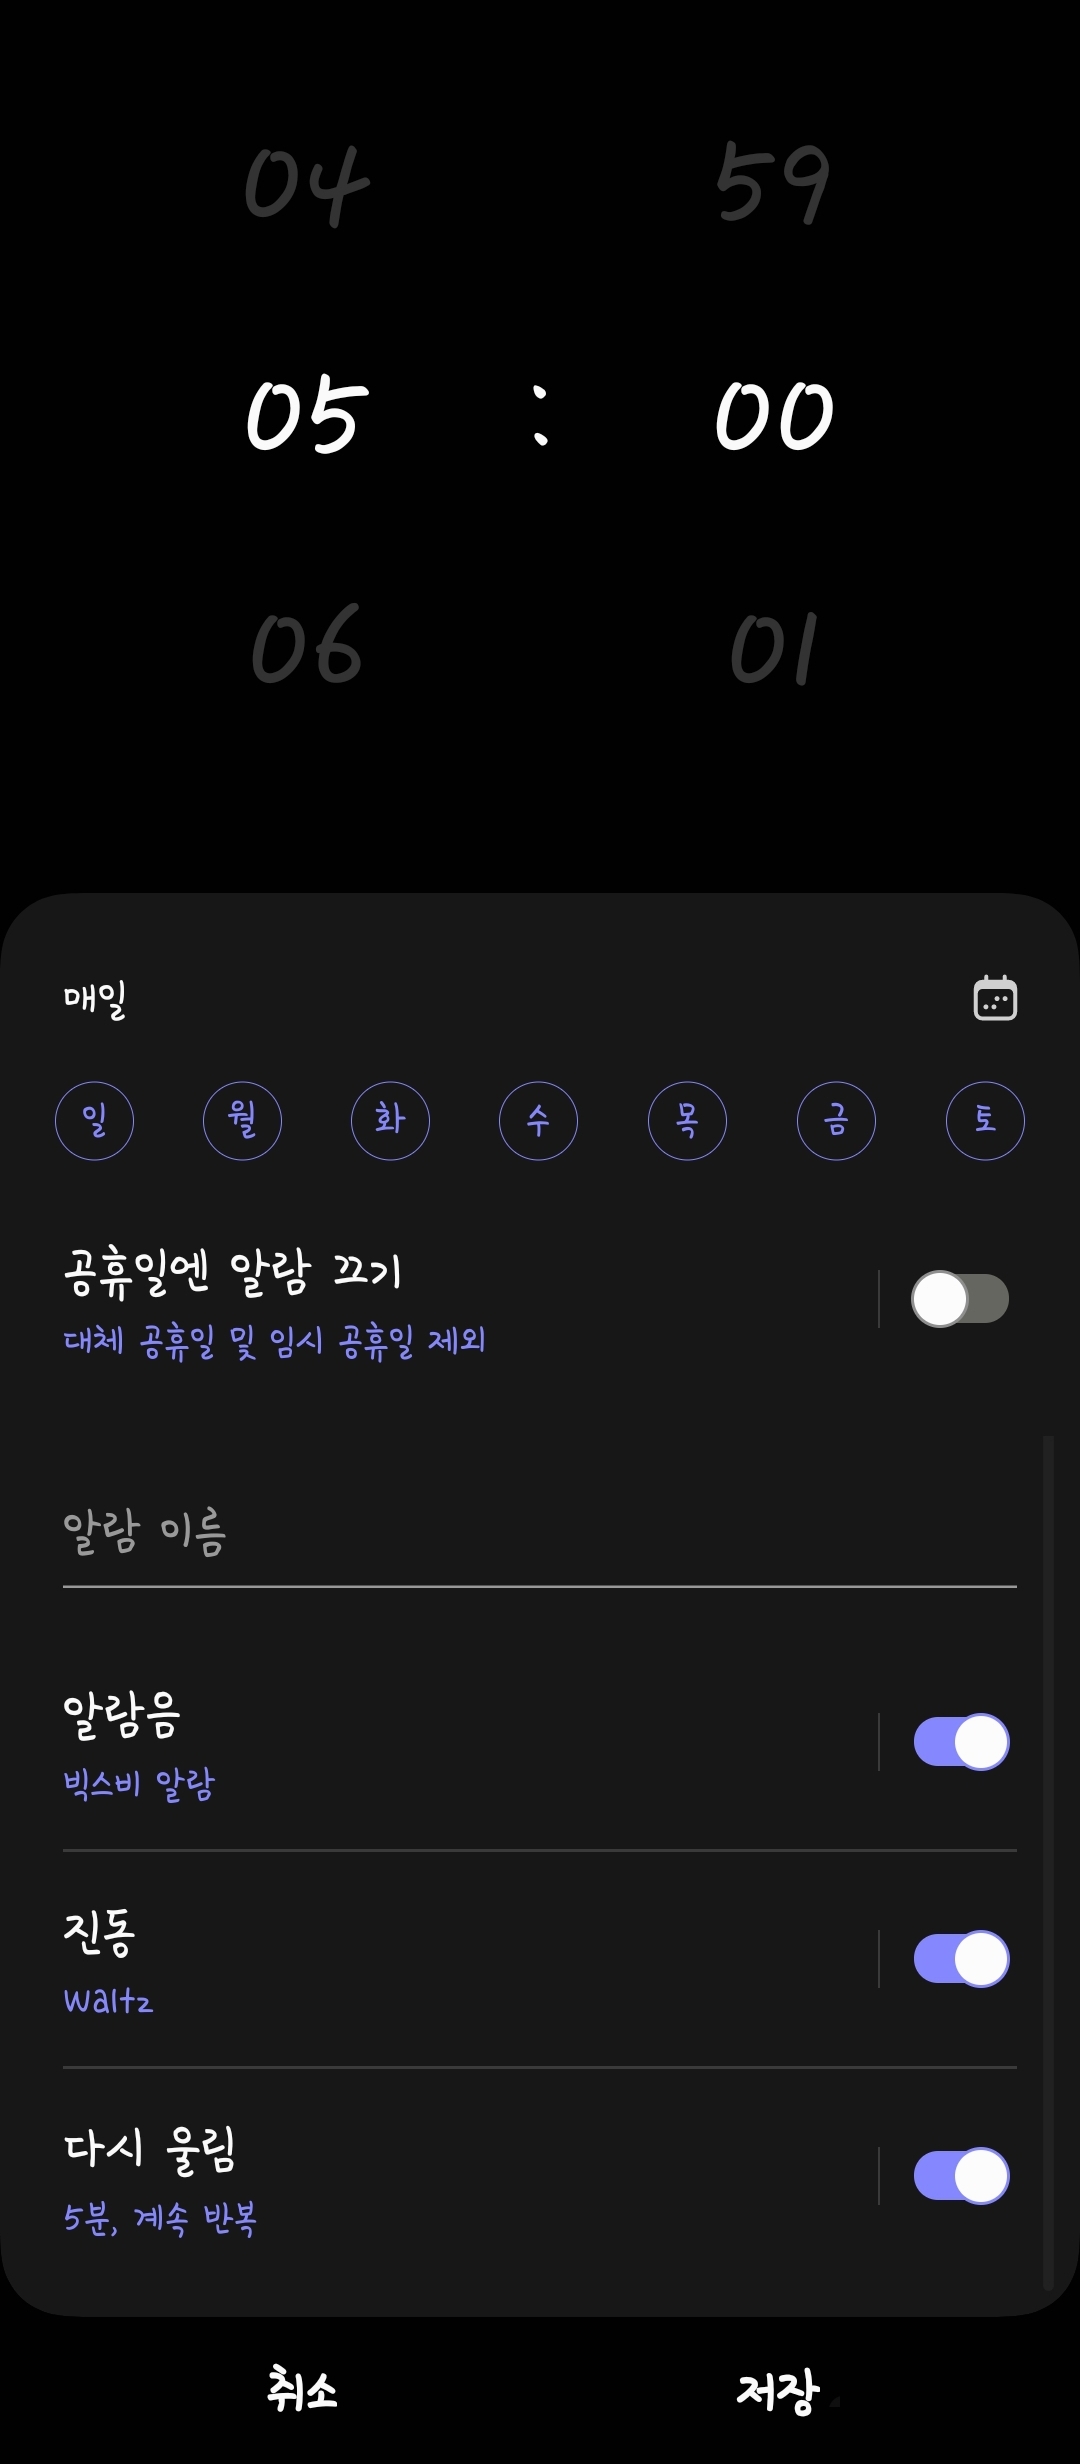 04 59
05 : 00
06 01
매일
일 월 화 수 목 금 토
공휴일엔 알람 끄기
대체 공휴일 및 임시 공휴일 제외
알람 이름
알람음
빅스비 알람
진동
Waltz
다시 울림
5분, 계속 반복
취소 저장